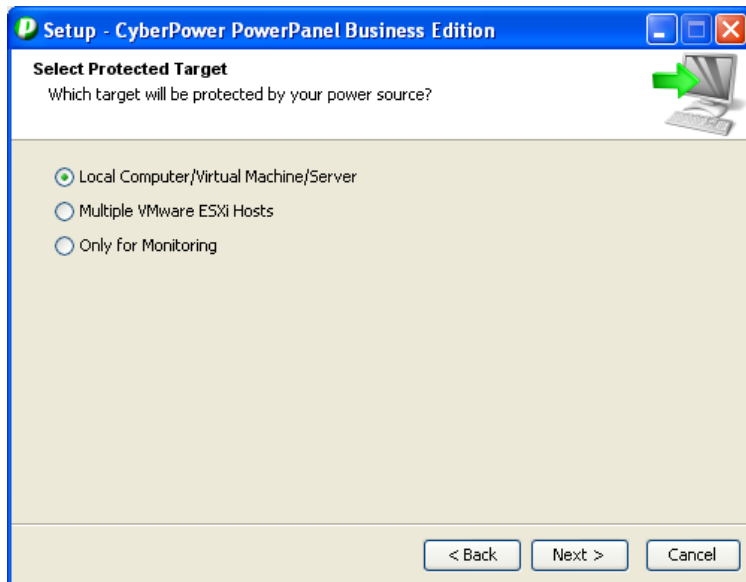 Setup - CyberPower PowerPanel Business Edition
Select Protected Target
Which target will be protected by your power source?
Local Computer/Virtual Machine/Server
Multiple VMware ESXi Hosts
Only for Monitoring
< Back
Next >
Cancel